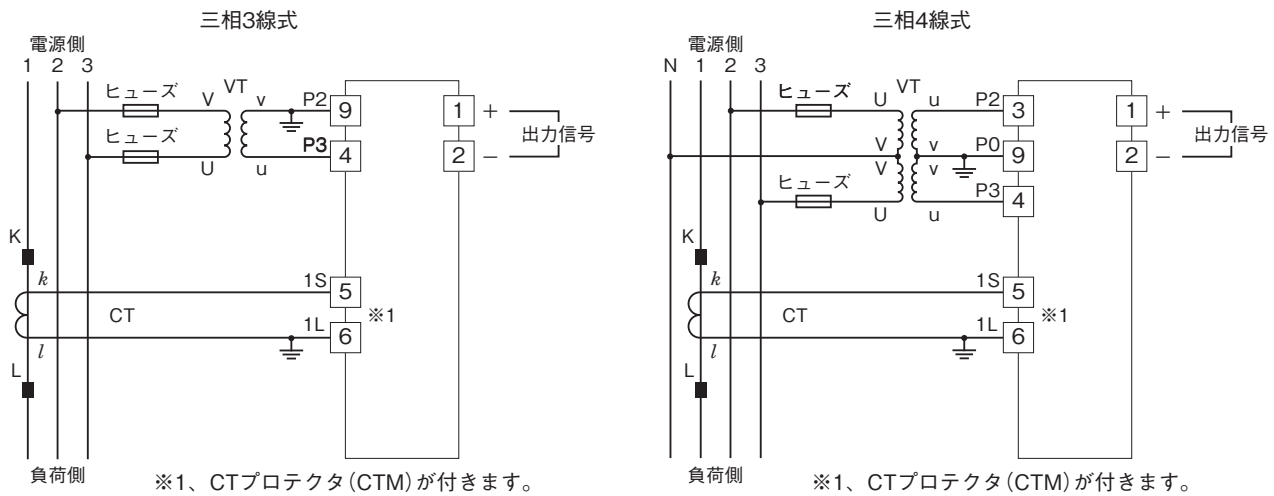 三相3線式
電源側
1 2 3
ヒューズ
V
VT
v
P2
9
1
+
出力信号
ヒューズ
U
u
P3
4
2
−
K
k
1S
5
CT
※1
1L
6
l
L
負荷側
※1、CTプロテクタ(CTM)が付きます。
三相4線式
電源側
N 1 2 3
ヒューズ
U
VT
u
P2
3
1
+
出力信号
V
v
P0
9
2
−
V
v
ヒューズ
P3
4
U
u
K
k
1S
5
CT
※1
1L
6
l
L
負荷側
※1、CTプロテクタ(CTM)が付きます。